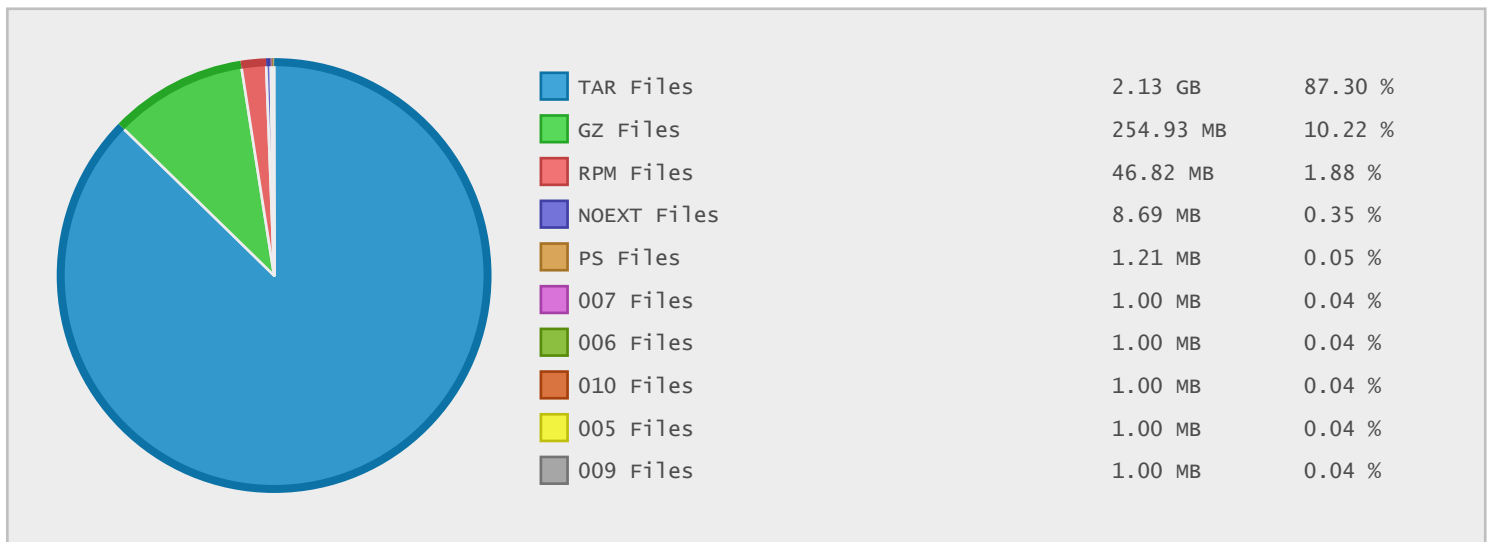 TAR Files 2.13 GB 87.30 %
GZ Files 254.93 MB 10.22 %
RPM Files 46.82 MB 1.88 %
NOEXT Files 8.69 MB 0.35 %
PS Files 1.21 MB 0.05 %
007 Files 1.00 MB 0.04 %
006 Files 1.00 MB 0.04 %
010 Files 1.00 MB 0.04 %
005 Files 1.00 MB 0.04 %
009 Files 1.00 MB 0.04 %